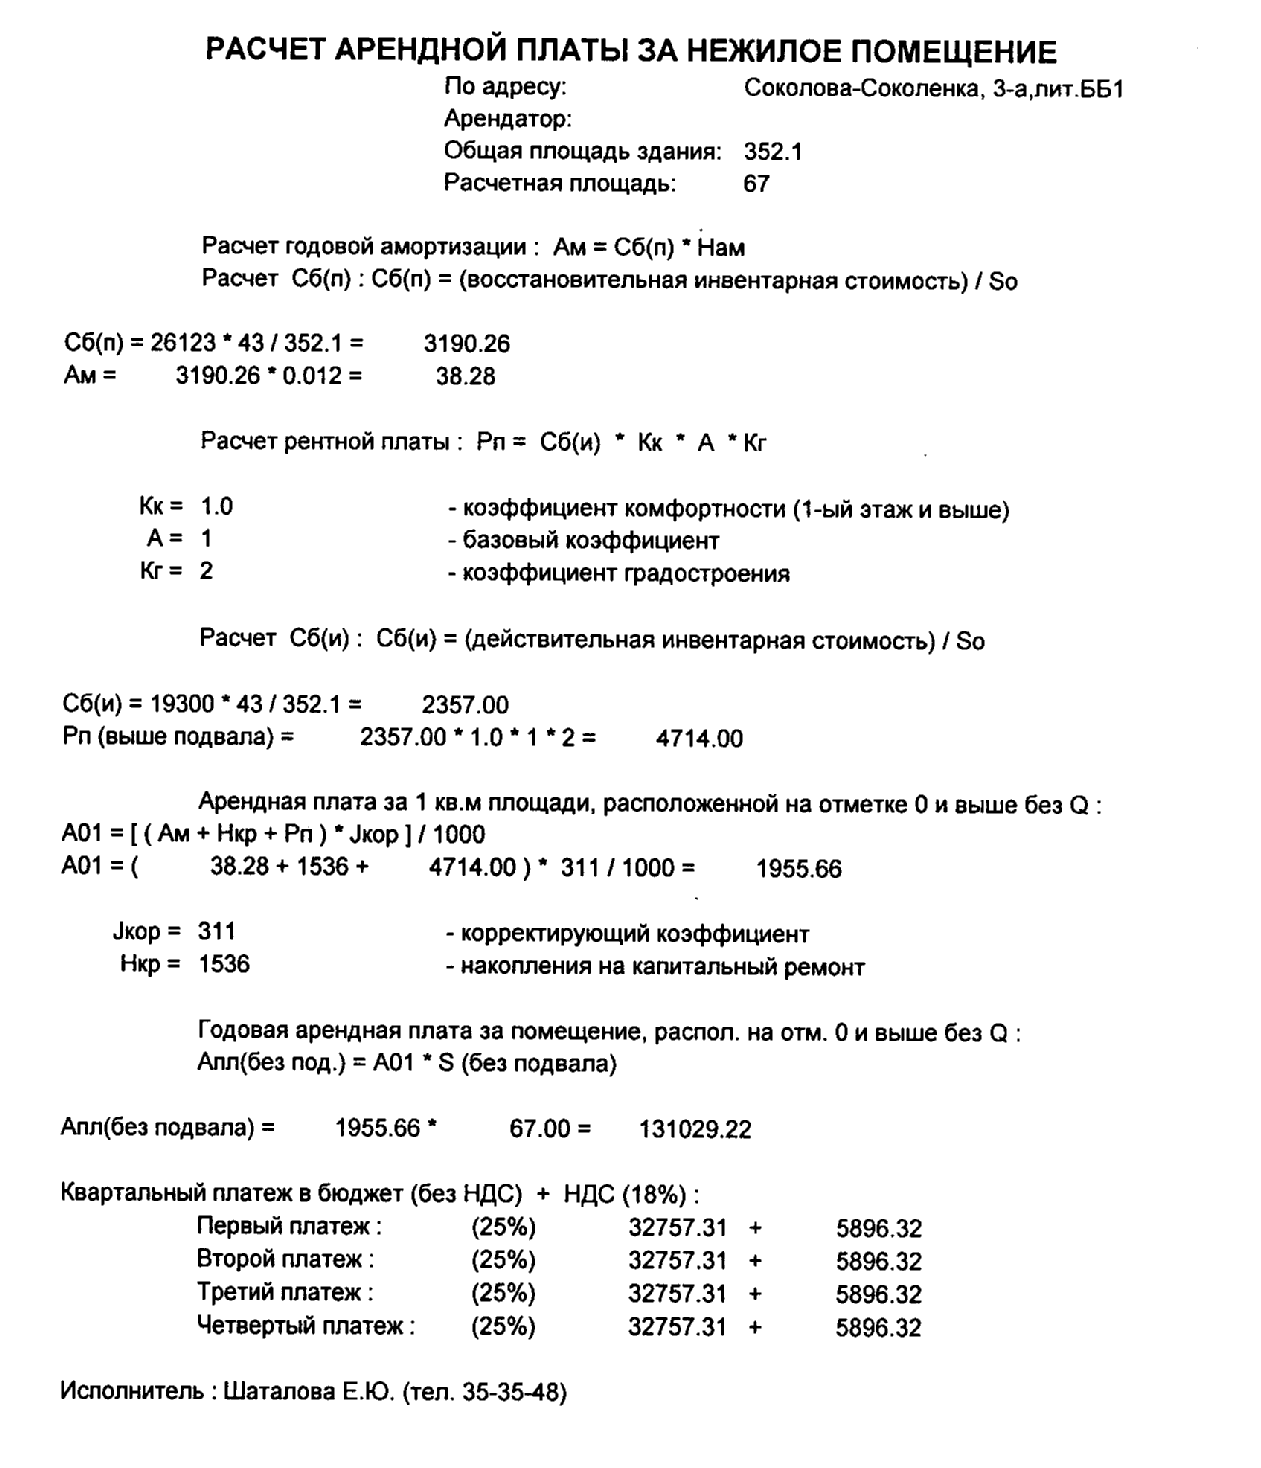 РАСЧЕТ АРЕНДНОЙ ПЛАТЫ ЗА НЕЖИЛОЕ ПОМЕЩЕНИЕ
По адресу: Соколова-Соколенка, 3-а,лит.ББ1
Арендатор:
Общая площадь здания: 352.1
Расчетная площадь: 67
Расчет годовой амортизации : Ам = Сб(п) * Нам
Расчет Сб(п) : Сб(п) = (восстановительная инвентарная стоимость) / So
Сб(п) = 26123 * 43 / 352.1 = 3190.26
Ам = 3190.26 * 0.012 = 38.28
Расчет рентной платы : Рп = Сб(и) * Кк * А * Кг
Кк = 1.0 - коэффициент комфортности (1-ый этаж и выше)
А = 1 - базовый коэффициент
Кг = 2 - коэффициент градостроения
Расчет Сб(и) : Сб(и) = (действительная инвентарная стоимость) / So
Сб(и) = 19300 * 43 / 352.1 = 2357.00
Рп (выше подвала) = 2357.00 * 1.0 * 1 * 2 = 4714.00
Арендная плата за 1 кв.м площади, расположенной на отметке 0 и выше без Q :
А01 = [ ( Ам + Нкр + Рп ) * Jкор ] / 1000
А01 = ( 38.28 + 1536 + 4714.00 ) * 311 / 1000 = 1955.66
Jкор = 311 - корректирующий коэффициент
Нкр = 1536 - накопления на капитальный ремонт
Годовая арендная плата за помещение, распол. на отм. 0 и выше без Q :
Апл(без под.) = А01 * S (без подвала)
Апл(без подвала) = 1955.66 * 67.00 = 131029.22
Квартальный платеж в бюджет (без НДС) + НДС (18%) :
Первый платеж : (25%) 32757.31 + 5896.32
Второй платеж : (25%) 32757.31 + 5896.32
Третий платеж : (25%) 32757.31 + 5896.32
Четвертый платеж : (25%) 32757.31 + 5896.32
Исполнитель : Шаталова Е.Ю. (тел. 35-35-48)